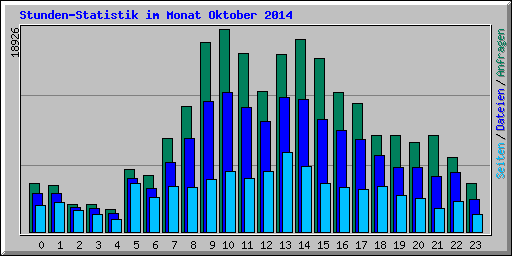 Stunden-Statistik im Monat Oktober 2014
18926
Seiten / Dateien / Anfragen
0 1 2 3 4 5 6 7 8 9 10 11 12 13 14 15 16 17 18 19 20 21 22 23